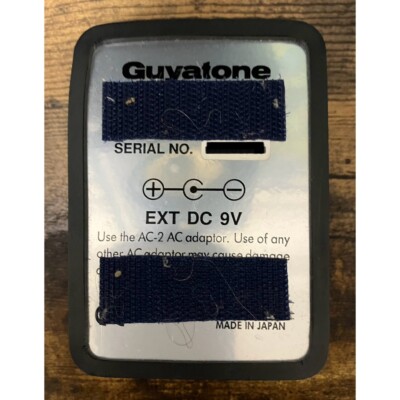 Guyatone
SERIAL NO.
+ −
EXT DC 9V
Use the AC-2 AC adaptor. Use of any
other AC adaptor may cause damage
MADE IN JAPAN